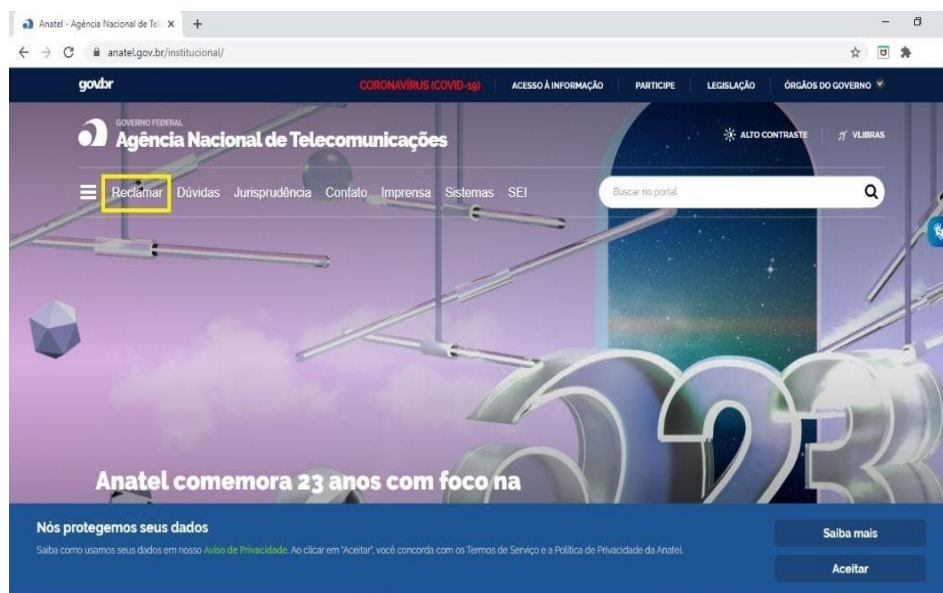 Anatel - Agência Nacional de Tel
anatel.gov.br/institucional/
gov.br CORONAVÍRUS (COVID-19) ACESSO À INFORMAÇÃO PARTICIPE LEGISLAÇÃO ÓRGÃOS DO GOVERNO
GOVERNO FEDERAL
Agência Nacional de Telecomunicações
ALTO CONTRASTE VLIBRAS
Reclamar Dúvidas Jurisprudência Contato Imprensa Sistemas SEI Buscar no portal
23
Anatel comemora 23 anos com foco na
Nós protegemos seus dados
Saiba como usamos seus dados em nosso Aviso de Privacidade. Ao clicar em "Aceitar", você concorda com os Termos de Serviço e a Política de Privacidade da Anatel.
Saiba mais
Aceitar